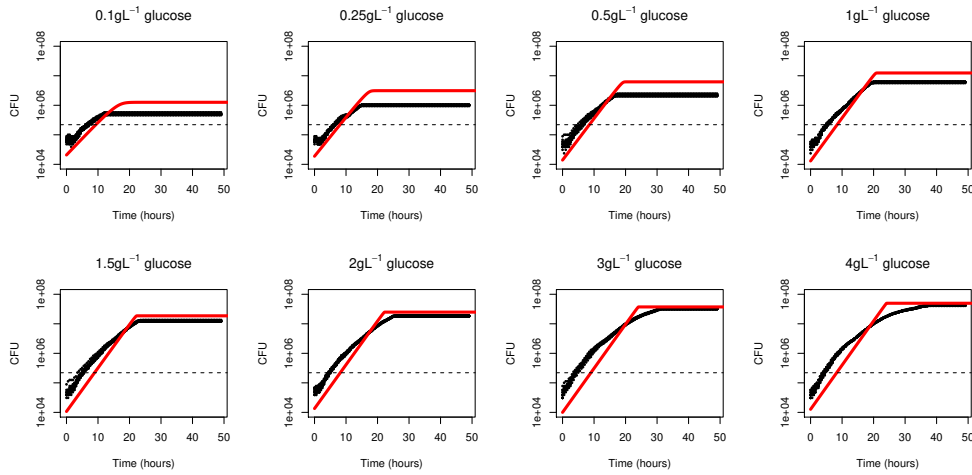 0.1gL⁻¹ glucose
CFU
1e+04 1e+06 1e+08
0 10 20 30 40 50
Time (hours)
0.25gL⁻¹ glucose
CFU
1e+04 1e+06 1e+08
0 10 20 30 40 50
Time (hours)
0.5gL⁻¹ glucose
CFU
1e+04 1e+06 1e+08
0 10 20 30 40 50
Time (hours)
1gL⁻¹ glucose
CFU
1e+04 1e+06 1e+08
0 10 20 30 40 50
Time (hours)
1.5gL⁻¹ glucose
CFU
1e+04 1e+06 1e+08
0 10 20 30 40 50
Time (hours)
2gL⁻¹ glucose
CFU
1e+04 1e+06 1e+08
0 10 20 30 40 50
Time (hours)
3gL⁻¹ glucose
CFU
1e+04 1e+06 1e+08
0 10 20 30 40 50
Time (hours)
4gL⁻¹ glucose
CFU
1e+04 1e+06 1e+08
0 10 20 30 40 50
Time (hours)